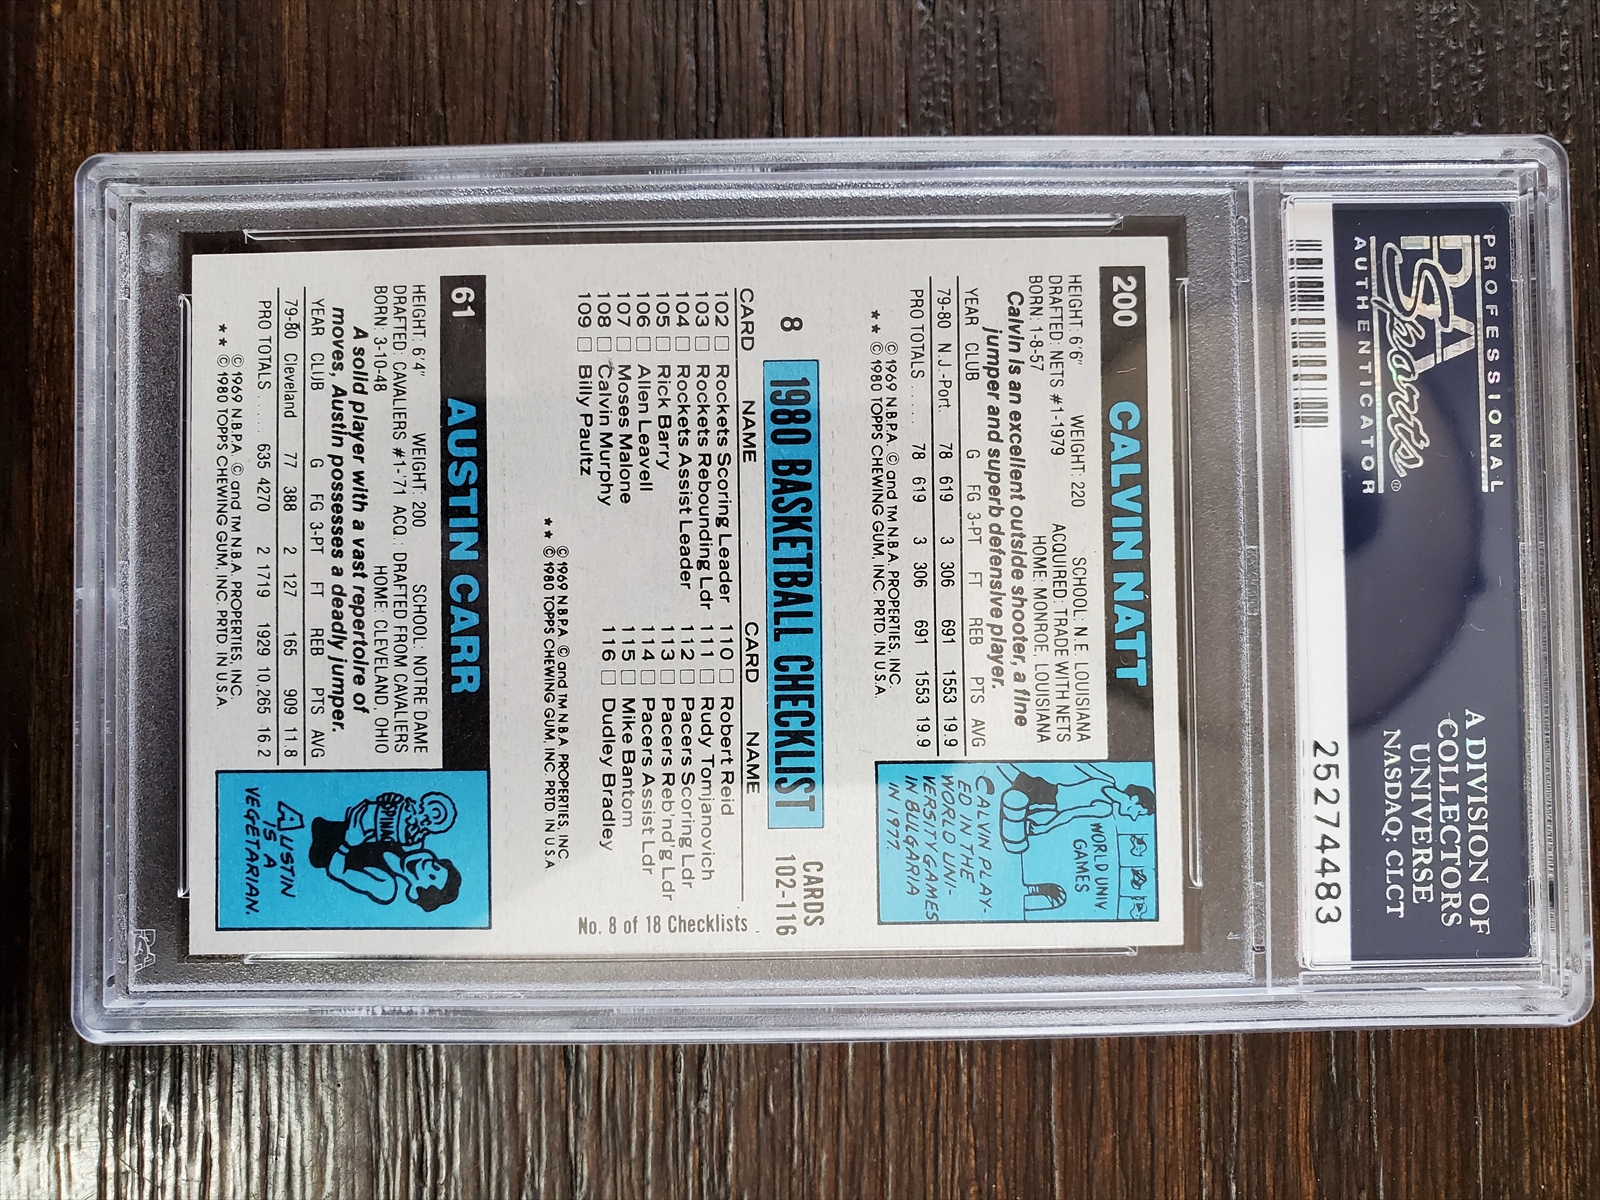 PROFESSIONAL
PSA
Sports®
AUTHENTICATOR
A DIVISION OF
COLLECTORS
UNIVERSE
NASDAQ: CLCT
25274483
200 CALVIN NATT
HEIGHT: 6'6" WEIGHT: 220 SCHOOL: N.E. LOUISIANA
DRAFTED: NETS #1-1979 ACQUIRED: TRADE WITH NETS
BORN: 1-8-57 HOME: MONROE, LOUISIANA
Calvin is an excellent outside shooter, a fine
jumper and superb defensive player.
YEAR CLUB G FG 3-PT FT REB PTS AVG
79-80 N.J.-Port. 78 619 3 306 691 1553 19.9
PRO TOTALS ..... 78 619 3 306 691 1553 19.9
© 1969 N.B.P.A. © and TM N.B.A. PROPERTIES, INC.
★★ © 1980 TOPPS CHEWING GUM, INC. PRTD. IN U.S.A.
WORLD UNIV.
GAMES
CALVIN PLAY-
ED IN THE
WORLD UNI-
VERSITY GAMES
IN BULGARIA
IN 1977.
8 1980 BASKETBALL CHECKLIST CARDS
102-116
CARD NAME CARD NAME
102 □ Rockets Scoring Leader 110 □ Robert Reid
103 □ Rockets Rebounding Ldr 111 □ Rudy Tomjanovich
104 □ Rockets Assist Leader 112 □ Pacers Scoring Ldr
105 □ Rick Barry 113 □ Pacers Reb'nd'g Ldr
106 □ Allen Leavell 114 □ Pacers Assist Ldr
107 □ Moses Malone 115 □ Mike Bantom
108 □ Calvin Murphy 116 □ Dudley Bradley
109 □ Billy Paultz
No. 8 of 18 Checklists
© 1969 N.B.P.A. © and TM N.B.A. PROPERTIES, INC.
★★ © 1980 TOPPS CHEWING GUM, INC. PRTD. IN U.S.A.
61 AUSTIN CARR
HEIGHT: 6'4" WEIGHT: 200 SCHOOL: NOTRE DAME
DRAFTED: CAVALIERS #1-'71 ACQ.: DRAFTED FROM CAVALIERS
BORN: 3-10-48 HOME: CLEVELAND, OHIO
A solid player with a vast repertoire of
moves, Austin possesses a deadly jumper.
YEAR CLUB G FG 3-PT FT REB PTS AVG
79-80 Cleveland 77 388 2 127 165 909 11.8
PRO TOTALS .... 635 4270 2 1719 1929 10,265 16.2
© 1969 N.B.P.A. © and TM N.B.A. PROPERTIES, INC.
★★ © 1980 TOPPS CHEWING GUM, INC. PRTD. IN U.S.A.
SPINACH
AUSTIN
IS A
VEGETARIAN.
PSA